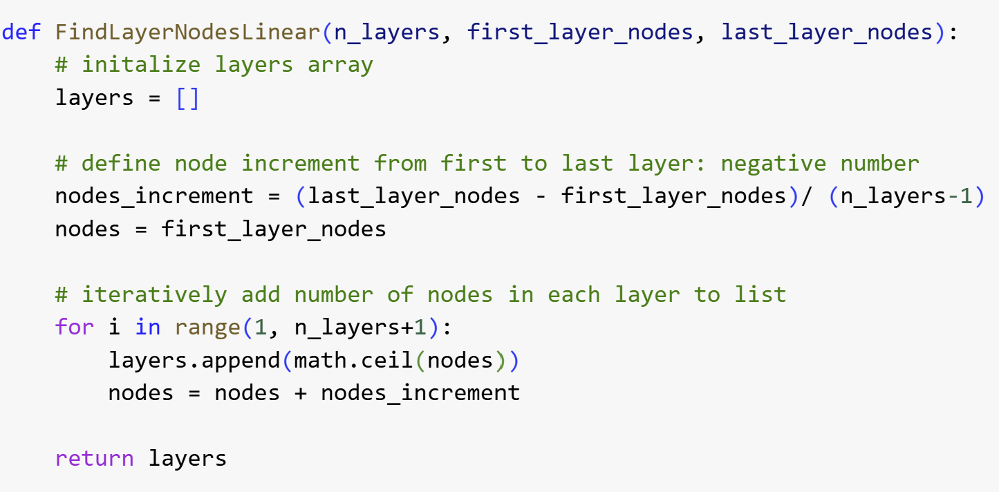 def FindLayerNodesLinear(n_layers, first_layer_nodes, last_layer_nodes):
    # initalize layers array
    layers = []

    # define node increment from first to last layer: negative number
    nodes_increment = (last_layer_nodes - first_layer_nodes)/ (n_layers-1)
    nodes = first_layer_nodes

    # iteratively add number of nodes in each layer to list
    for i in range(1, n_layers+1):
        layers.append(math.ceil(nodes))
        nodes = nodes + nodes_increment

    return layers